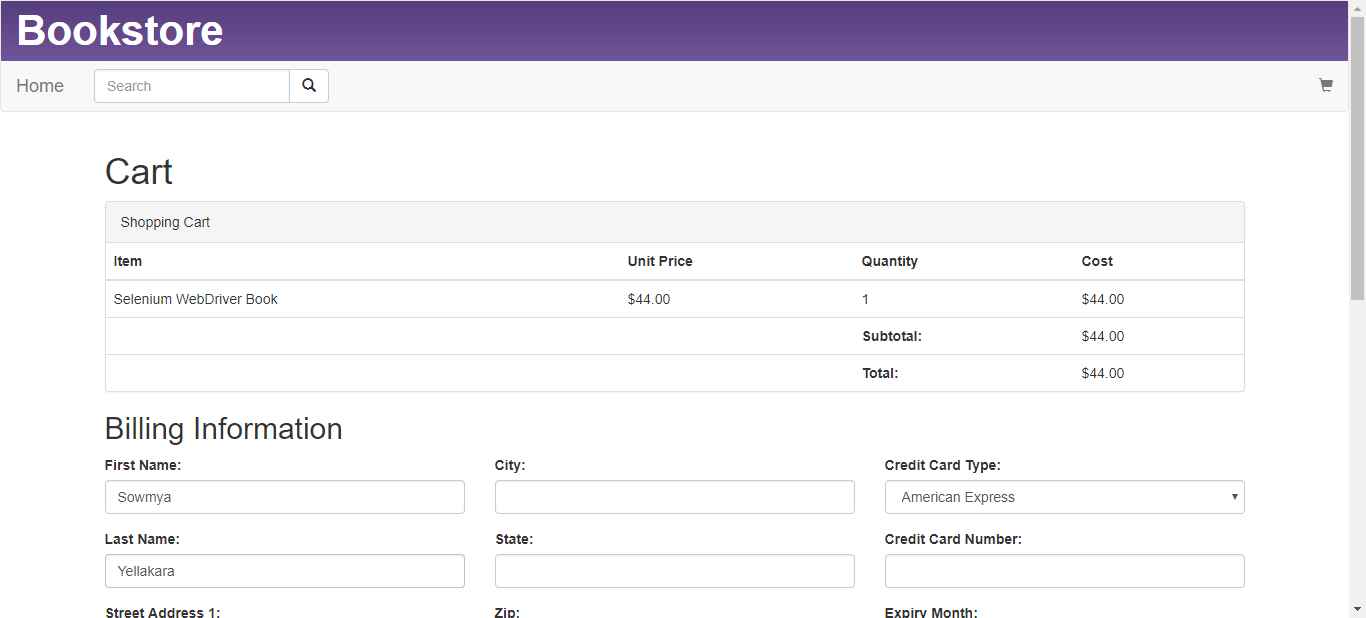 Bookstore
Home Search
Cart
Shopping Cart
Item Unit Price Quantity Cost
Selenium WebDriver Book $44.00 1 $44.00
Subtotal: $44.00
Total: $44.00
Billing Information
First Name: City: Credit Card Type:
Sowmya American Express
Last Name: State: Credit Card Number:
Yellakara
Street Address 1: Zip: Expiry Month: